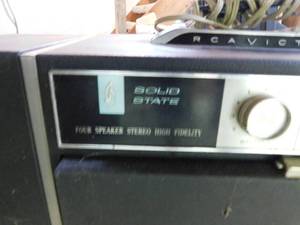 RCA VICT
SOLID
STATE
FOUR SPEAKER STEREO HIGH FIDELITY